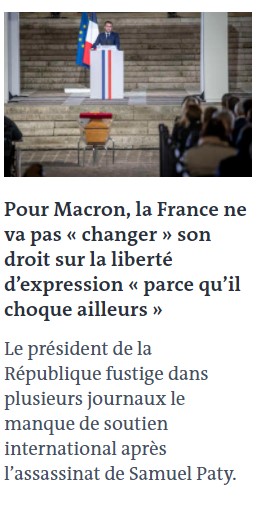 Pour Macron, la France ne
va pas « changer » son
droit sur la liberté
d’expression « parce qu’il
choque ailleurs »
Le président de la
République fustige dans
plusieurs journaux le
manque de soutien
international après
l’assassinat de Samuel Paty.